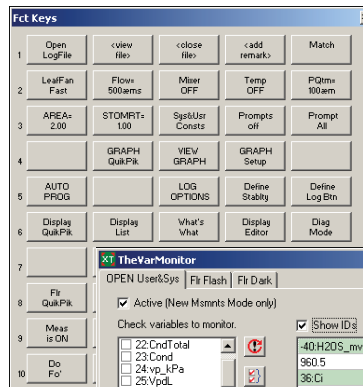 Fct Keys
1 Open LogFile <view file> <close file> <add remark> Match
2 LeafFan Fast Flow= 500æms Mixer OFF Temp OFF PQtm= 100æm
3 AREA= 2.00 STOMRT= 1.00 Sys&Usr Consts Prompts off Prompt All
4 GRAPH QuikPik VIEW GRAPH GRAPH Setup
5 AUTO PROG LOG OPTIONS Define Stablty Define Log Btn
6 Display QuikPik Display List What's What Display Editor Diag Mode
7
XT TheVarMonitor
OPEN User&Sys Flr Flash Flr Dark
8 Flr QuikPik
Active (New Msmnts Mode only)
9 Meas is ON
Check variables to monitor. Show IDs
22:CndTotal
23:Cond
24:vp_kPa
25:VpdL
-40:H2OS_mv
960.5
36:Ci
10 Do Fo'